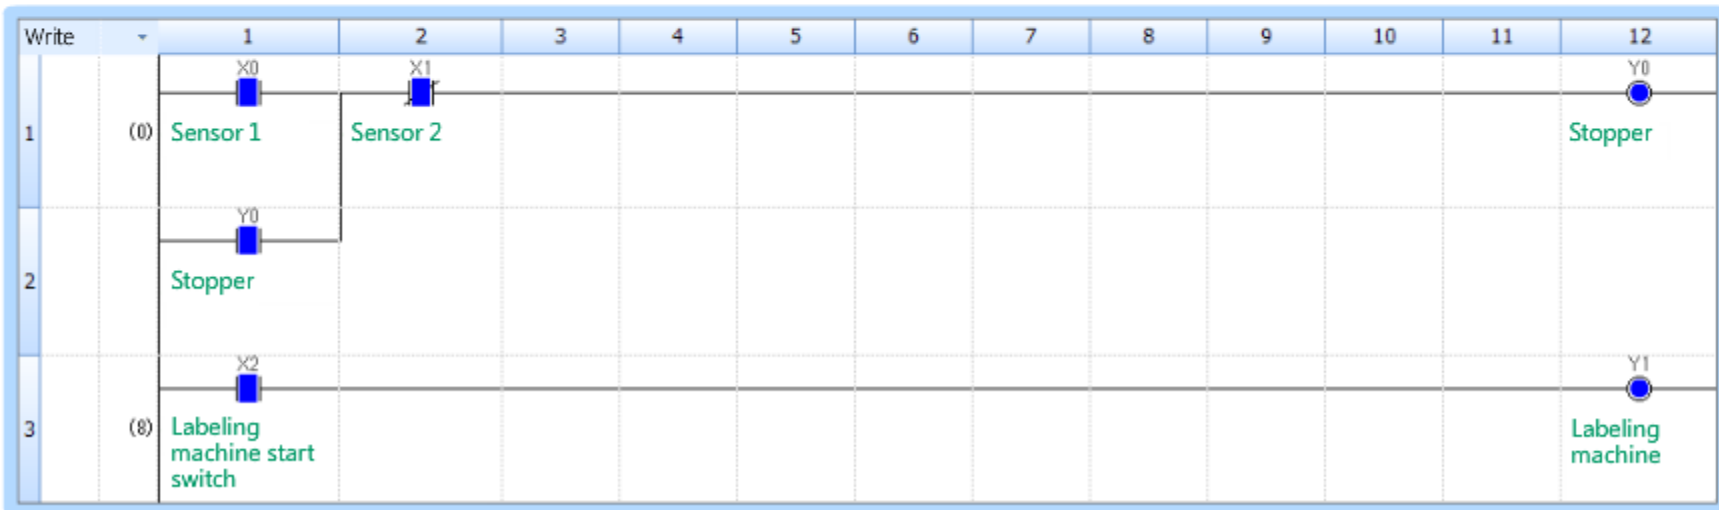 Write 1 2 3 4 5 6 7 8 9 10 11 12
X0 X1 Y0
1 (0) Sensor 1 Sensor 2 Stopper
Y0
2 Stopper
X2 Y1
3 (8) Labeling machine start switch Labeling machine